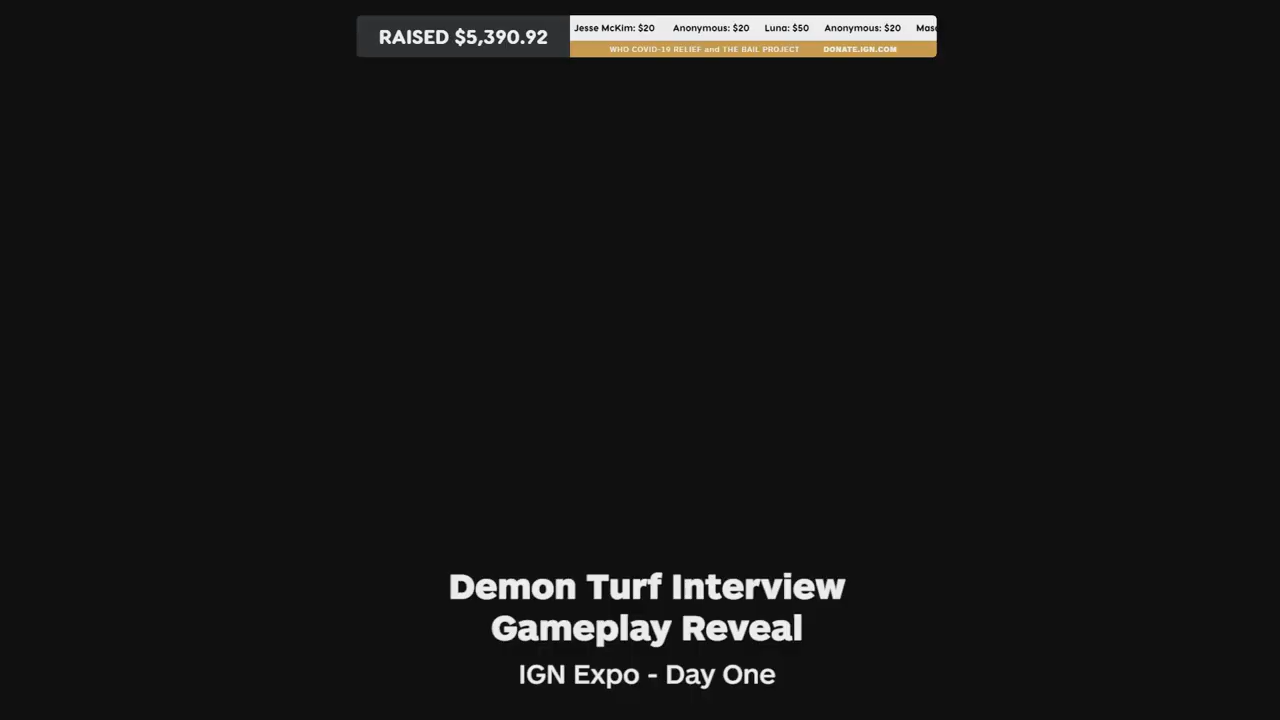 RAISED $5,390.92
Jesse McKim: $20 Anonymous: $20 Luna: $50 Anonymous: $20
WHO COVID-19 RELIEF and THE BAIL PROJECT DONATE.IGN.COM
Demon Turf Interview
Gameplay Reveal
IGN Expo - Day One